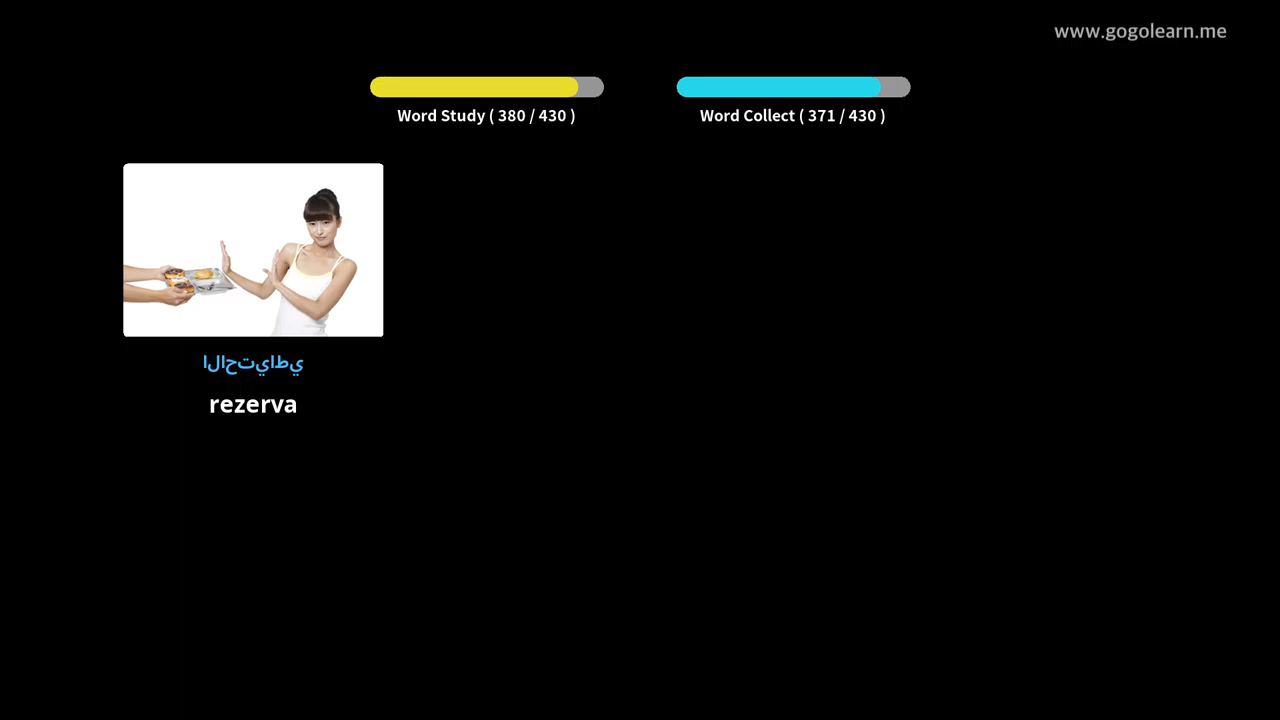 www.gogolearn.me
Word Study ( 380 / 430 )
Word Collect ( 371 / 430 )
الاحتياطي
rezerva